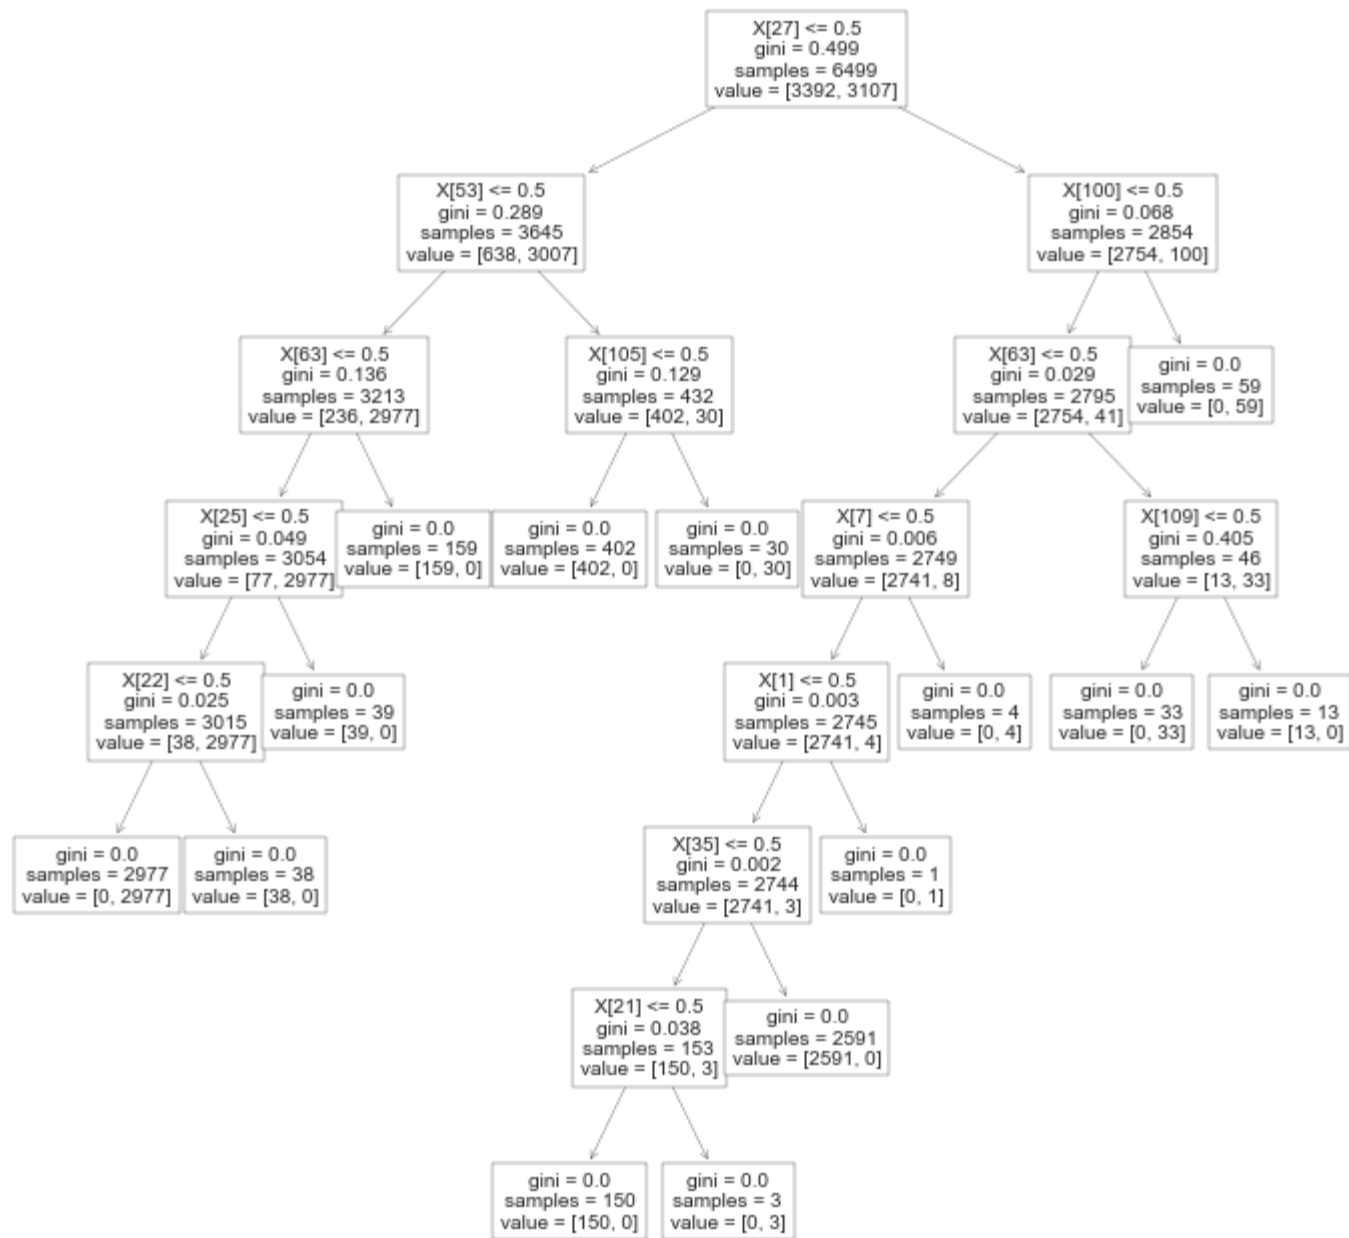 X[27] <= 0.5
gini = 0.499
samples = 6499
value = [3392, 3107]
X[53] <= 0.5
gini = 0.289
samples = 3645
value = [638, 3007]
X[100] <= 0.5
gini = 0.068
samples = 2854
value = [2754, 100]
X[63] <= 0.5
gini = 0.136
samples = 3213
value = [236, 2977]
X[105] <= 0.5
gini = 0.129
samples = 432
value = [402, 30]
X[63] <= 0.5
gini = 0.029
samples = 2795
value = [2754, 41]
gini = 0.0
samples = 59
value = [0, 59]
X[25] <= 0.5
gini = 0.049
samples = 3054
value = [77, 2977]
gini = 0.0
samples = 159
value = [159, 0]
gini = 0.0
samples = 402
value = [402, 0]
gini = 0.0
samples = 30
value = [0, 30]
X[7] <= 0.5
gini = 0.006
samples = 2749
value = [2741, 8]
X[109] <= 0.5
gini = 0.405
samples = 46
value = [13, 33]
X[22] <= 0.5
gini = 0.025
samples = 3015
value = [38, 2977]
gini = 0.0
samples = 39
value = [39, 0]
X[1] <= 0.5
gini = 0.003
samples = 2745
value = [2741, 4]
gini = 0.0
samples = 4
value = [0, 4]
gini = 0.0
samples = 33
value = [0, 33]
gini = 0.0
samples = 13
value = [13, 0]
gini = 0.0
samples = 2977
value = [0, 2977]
gini = 0.0
samples = 38
value = [38, 0]
X[35] <= 0.5
gini = 0.002
samples = 2744
value = [2741, 3]
gini = 0.0
samples = 1
value = [0, 1]
X[21] <= 0.5
gini = 0.038
samples = 153
value = [150, 3]
gini = 0.0
samples = 2591
value = [2591, 0]
gini = 0.0
samples = 150
value = [150, 0]
gini = 0.0
samples = 3
value = [0, 3]